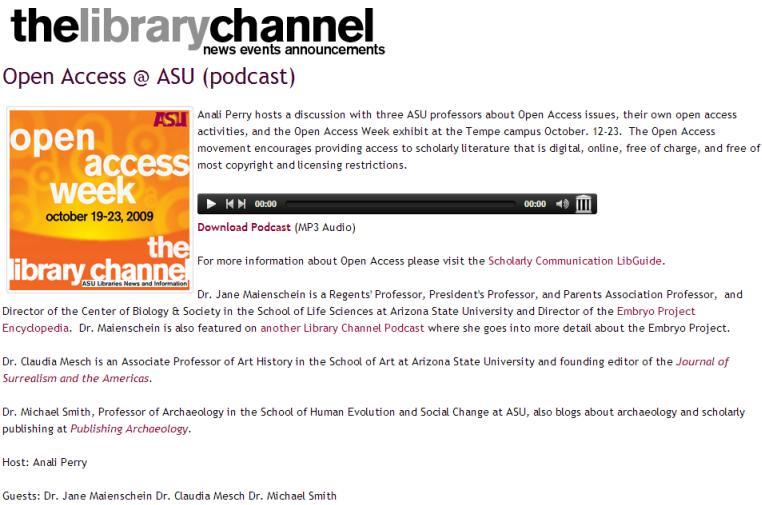 thelibrarychannel
news events announcements
Open Access @ ASU (podcast)
ASU
open
access
week
october 19-23, 2009
the
library channel
ASU Libraries News and Information
Anali Perry hosts a discussion with three ASU professors about Open Access issues, their own open access
activities, and the Open Access Week exhibit at the Tempe campus October. 12-23.  The Open Access
movement encourages providing access to scholarly literature that is digital, online, free of charge, and free of
most copyright and licensing restrictions.
00:00 00:00
Download Podcast (MP3 Audio)
For more information about Open Access please visit the Scholarly Communication LibGuide.
Dr. Jane Maienschein is a Regents' Professor, President's Professor, and Parents Association Professor,  and
Director of the Center of Biology & Society in the School of Life Sciences at Arizona State University and Director of the Embryo Project
Encyclopedia.  Dr. Maienschein is also featured on another Library Channel Podcast where she goes into more detail about the Embryo Project.
Dr. Claudia Mesch is an Associate Professor of Art History in the School of Art at Arizona State University and founding editor of the Journal of
Surrealism and the Americas.
Dr. Michael Smith, Professor of Archaeology in the School of Human Evolution and Social Change at ASU, also blogs about archaeology and scholarly
publishing at Publishing Archaeology.
Host: Anali Perry
Guests: Dr. Jane Maienschein Dr. Claudia Mesch Dr. Michael Smith